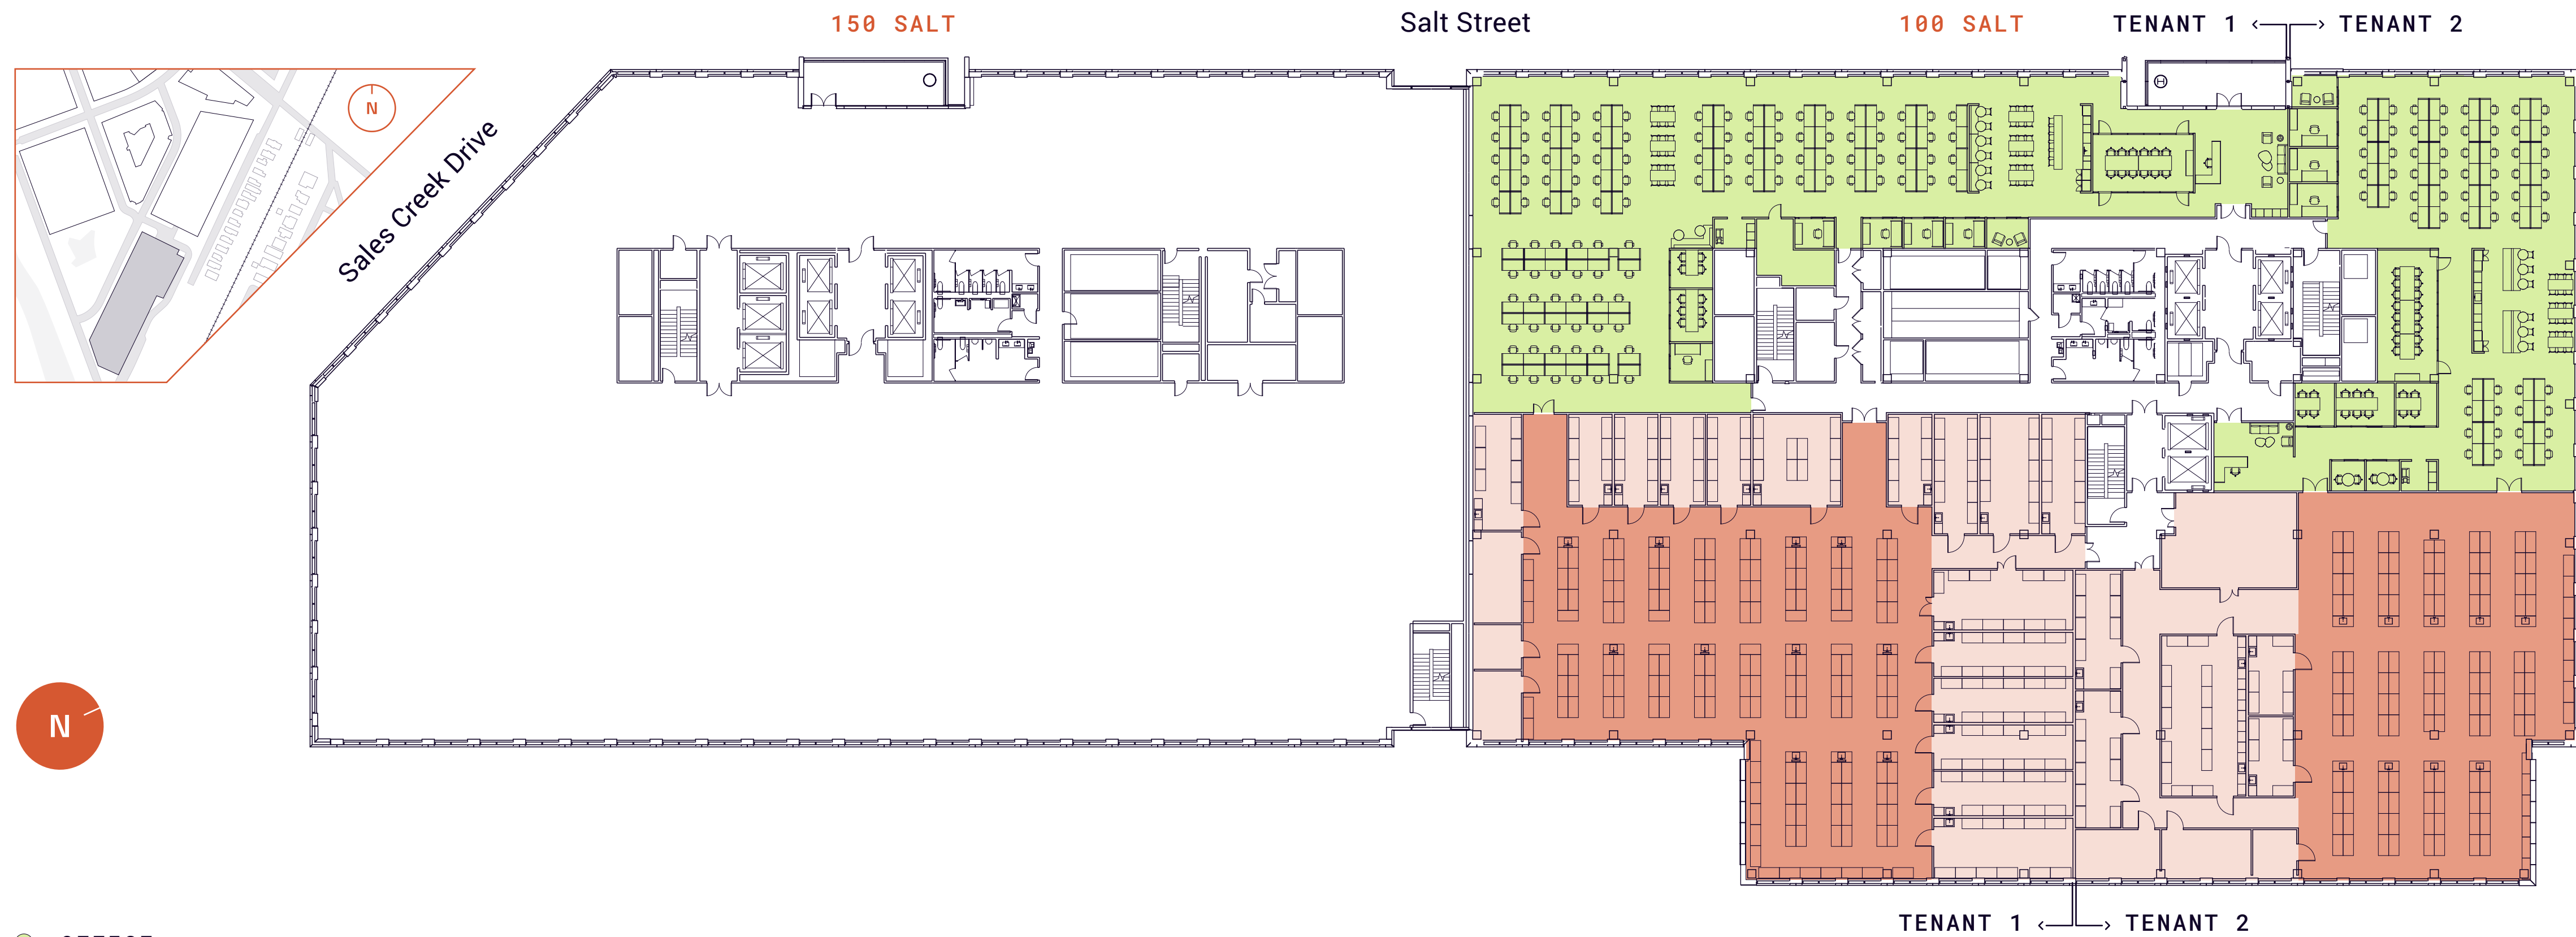 150 SALT
Salt Street
100 SALT
TENANT 1 <
> TENANT 2
N
Sales Creek Drive
N
TENANT 1 <
> TENANT 2